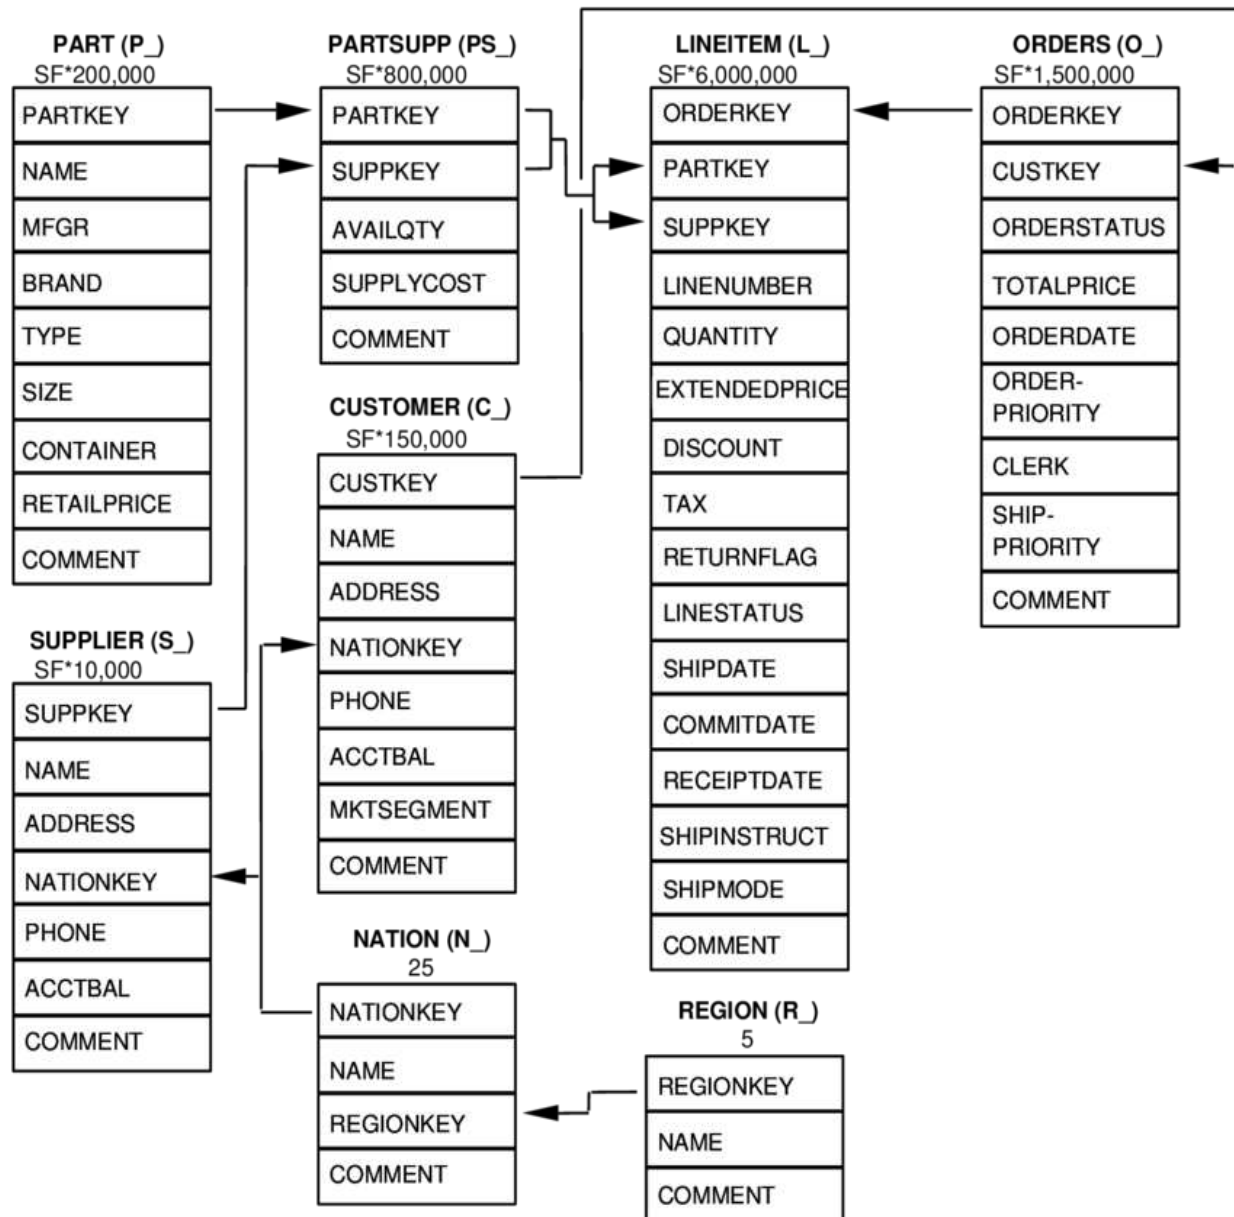 PART (P_)
SF*200,000
PARTKEY
NAME
MFGR
BRAND
TYPE
SIZE
CONTAINER
RETAILPRICE
COMMENT
SUPPLIER (S_)
SF*10,000
SUPPKEY
NAME
ADDRESS
NATIONKEY
PHONE
ACCTBAL
COMMENT
PARTSUPP (PS_)
SF*800,000
PARTKEY
SUPPKEY
AVAILQTY
SUPPLYCOST
COMMENT
CUSTOMER (C_)
SF*150,000
CUSTKEY
NAME
ADDRESS
NATIONKEY
PHONE
ACCTBAL
MKTSEGMENT
COMMENT
NATION (N_)
25
NATIONKEY
NAME
REGIONKEY
COMMENT
LINEITEM (L_)
SF*6,000,000
ORDERKEY
PARTKEY
SUPPKEY
LINENUMBER
QUANTITY
EXTENDEDPRICE
DISCOUNT
TAX
RETURNFLAG
LINESTATUS
SHIPDATE
COMMITDATE
RECEIPTDATE
SHIPINSTRUCT
SHIPMODE
COMMENT
REGION (R_)
5
REGIONKEY
NAME
COMMENT
ORDERS (O_)
SF*1,500,000
ORDERKEY
CUSTKEY
ORDERSTATUS
TOTALPRICE
ORDERDATE
ORDER-
PRIORITY
CLERK
SHIP-
PRIORITY
COMMENT